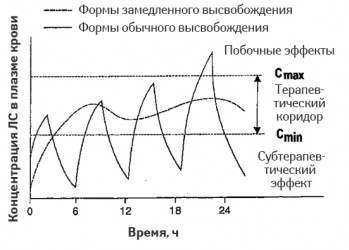 Формы замедленного высвобождения
Формы обычного высвобождения
Концентрация ЛС в плазме крови
Побочные эффекты
Cmax
Терапев-
тический
коридор
Cmin
Субтерапев-
тический
эффект
0 6 12 18 24
Время, ч